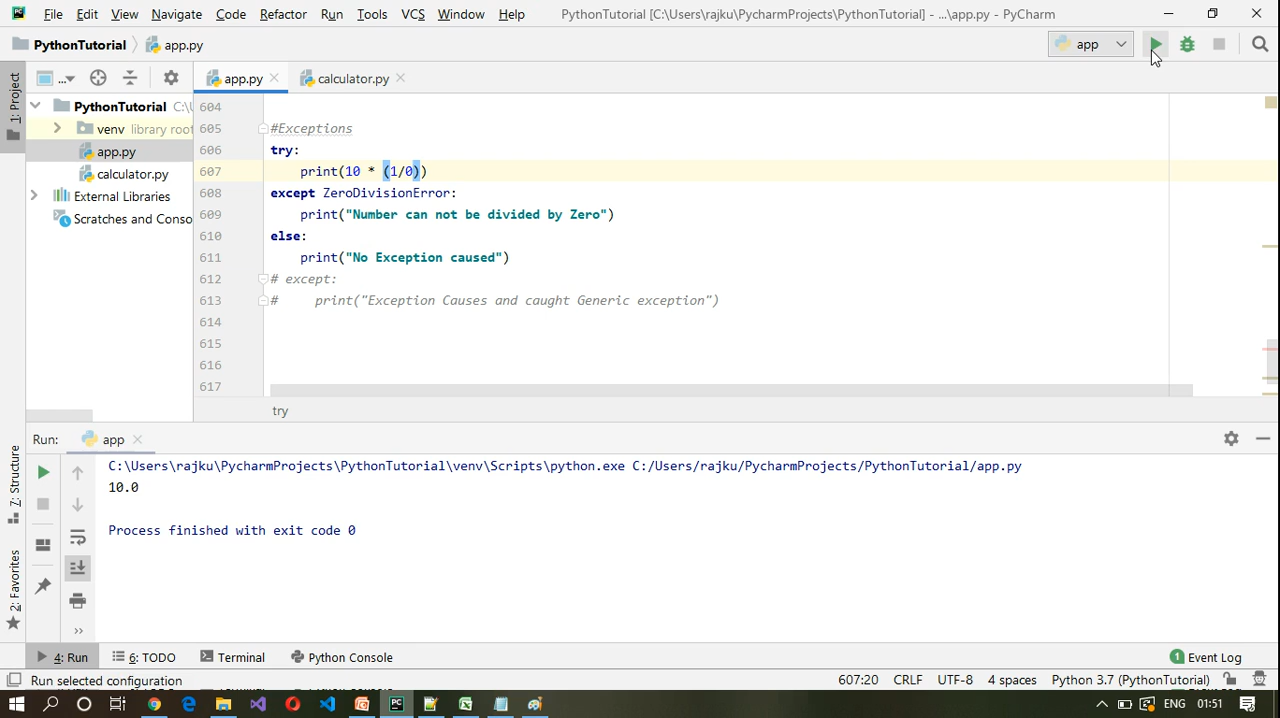 File Edit View Navigate Code Refactor Run Tools VCS Window Help PythonTutorial [C:\Users\rajku\PycharmProjects\PythonTutorial] - ...\app.py - PyCharm
PythonTutorial app.py app
1: Project ... app.py calculator.py
PythonTutorial C:\U
venv library root
app.py
calculator.py
External Libraries
Scratches and Conso
604
605 #Exceptions
606 try:
607 print(10 * (1/0))
608 except ZeroDivisionError:
609 print("Number can not be divided by Zero")
610 else:
611 print("No Exception caused")
612 # except:
613 # print("Exception Causes and caught Generic exception")
614
615
616
617
try
Run: app
C:\Users\rajku\PycharmProjects\PythonTutorial\venv\Scripts\python.exe C:/Users/rajku/PycharmProjects/PythonTutorial/app.py
10.0
Process finished with exit code 0
7: Structure
2: Favorites
4: Run 6: TODO Terminal Python Console 1 Event Log
Run selected configuration 607:20 CRLF UTF-8 4 spaces Python 3.7 (PythonTutorial)
ENG 01:51